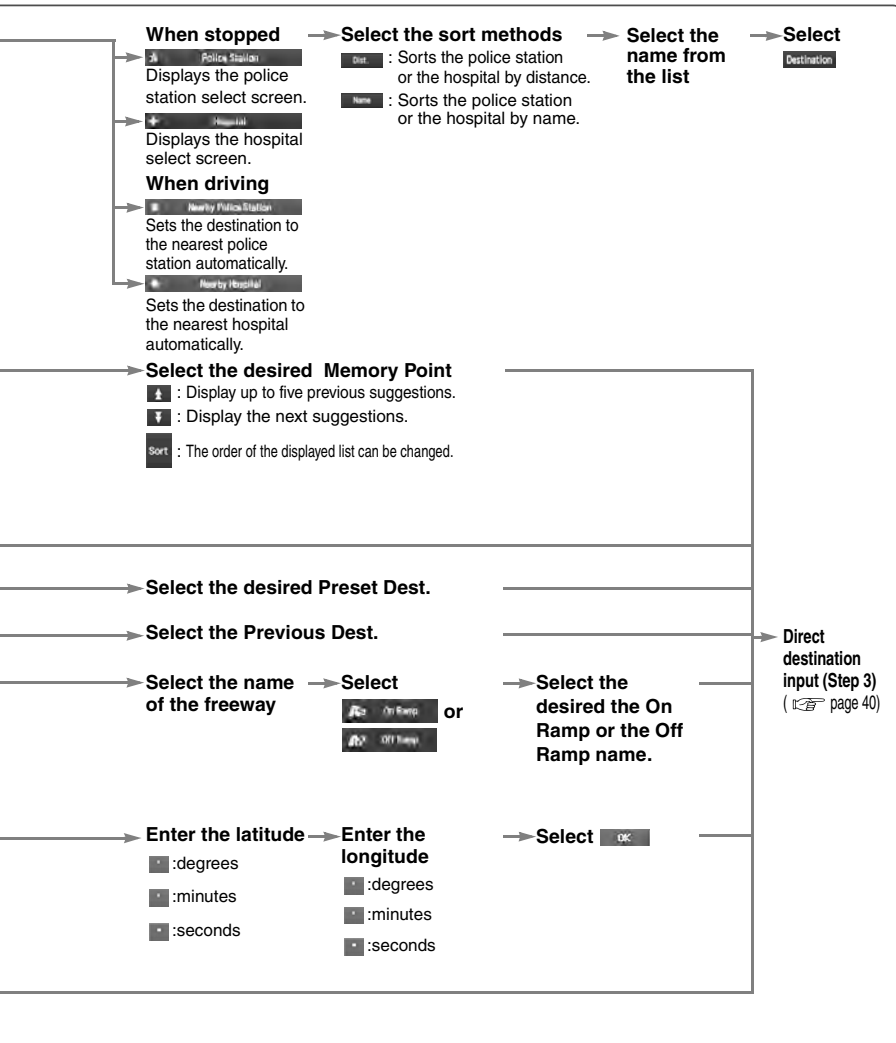 When stopped
Police Station
Displays the police
station select screen.
Hospital
Displays the hospital
select screen.
When driving
Nearby Police Station
Sets the destination to
the nearest police
station automatically.
Nearby Hospital
Sets the destination to
the nearest hospital
automatically.
Select the sort methods
Dist. : Sorts the police station
or the hospital by distance.
Name : Sorts the police station
or the hospital by name.
Select the
name from
the list
Select
Destination
Select the desired Memory Point
: Display up to five previous suggestions.
: Display the next suggestions.
Sort : The order of the displayed list can be changed.
Select the desired Preset Dest.
Select the Previous Dest.
Select the name
of the freeway
Select
On Ramp or
Off Ramp
Select the
desired the On
Ramp or the Off
Ramp name.
Enter the latitude
:degrees
:minutes
:seconds
Enter the
longitude
:degrees
:minutes
:seconds
Select OK
Direct
destination
input (Step 3)
( page 40)